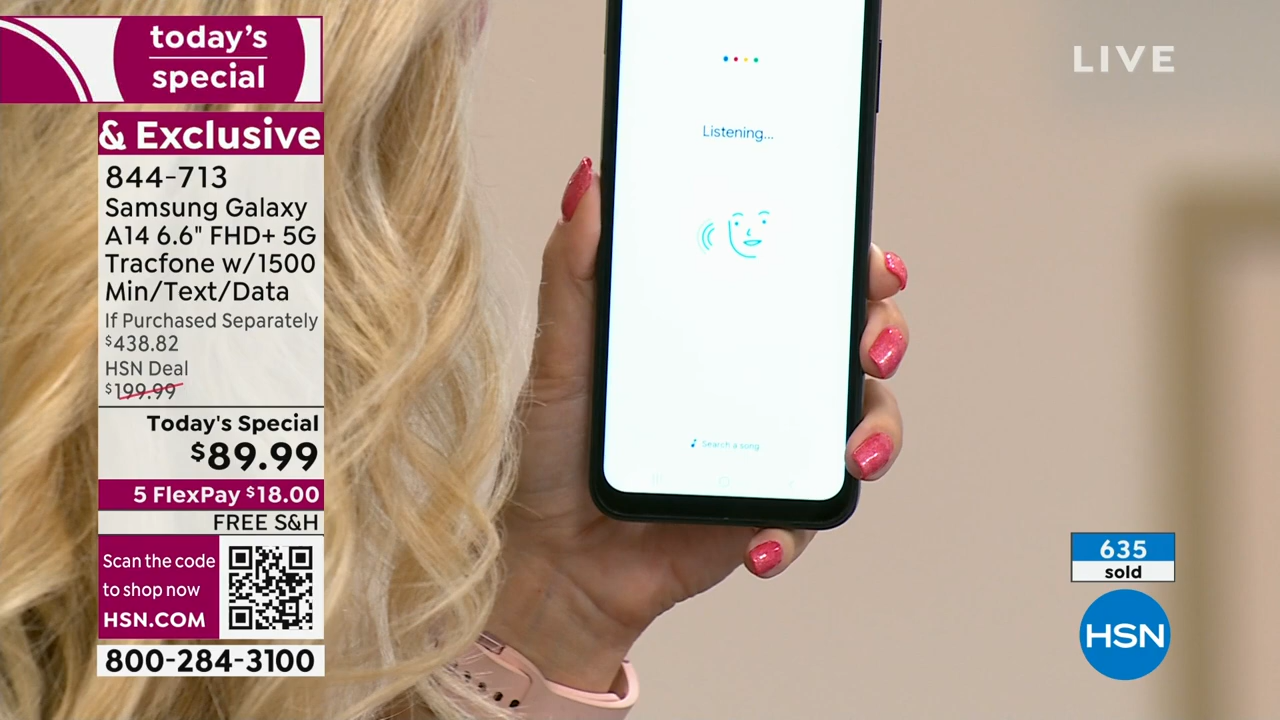 today's
special
& Exclusive
844-713
Samsung Galaxy
A14 6.6" FHD+ 5G
Tracfone w/1500
Min/Text/Data
If Purchased Separately
$438.82
HSN Deal
$199.99
Today's Special
$89.99
5 FlexPay $18.00
FREE S&H
Scan the code
to shop now
HSN.COM
800-284-3100
Listening...
Search a song
LIVE
635
sold
HSN